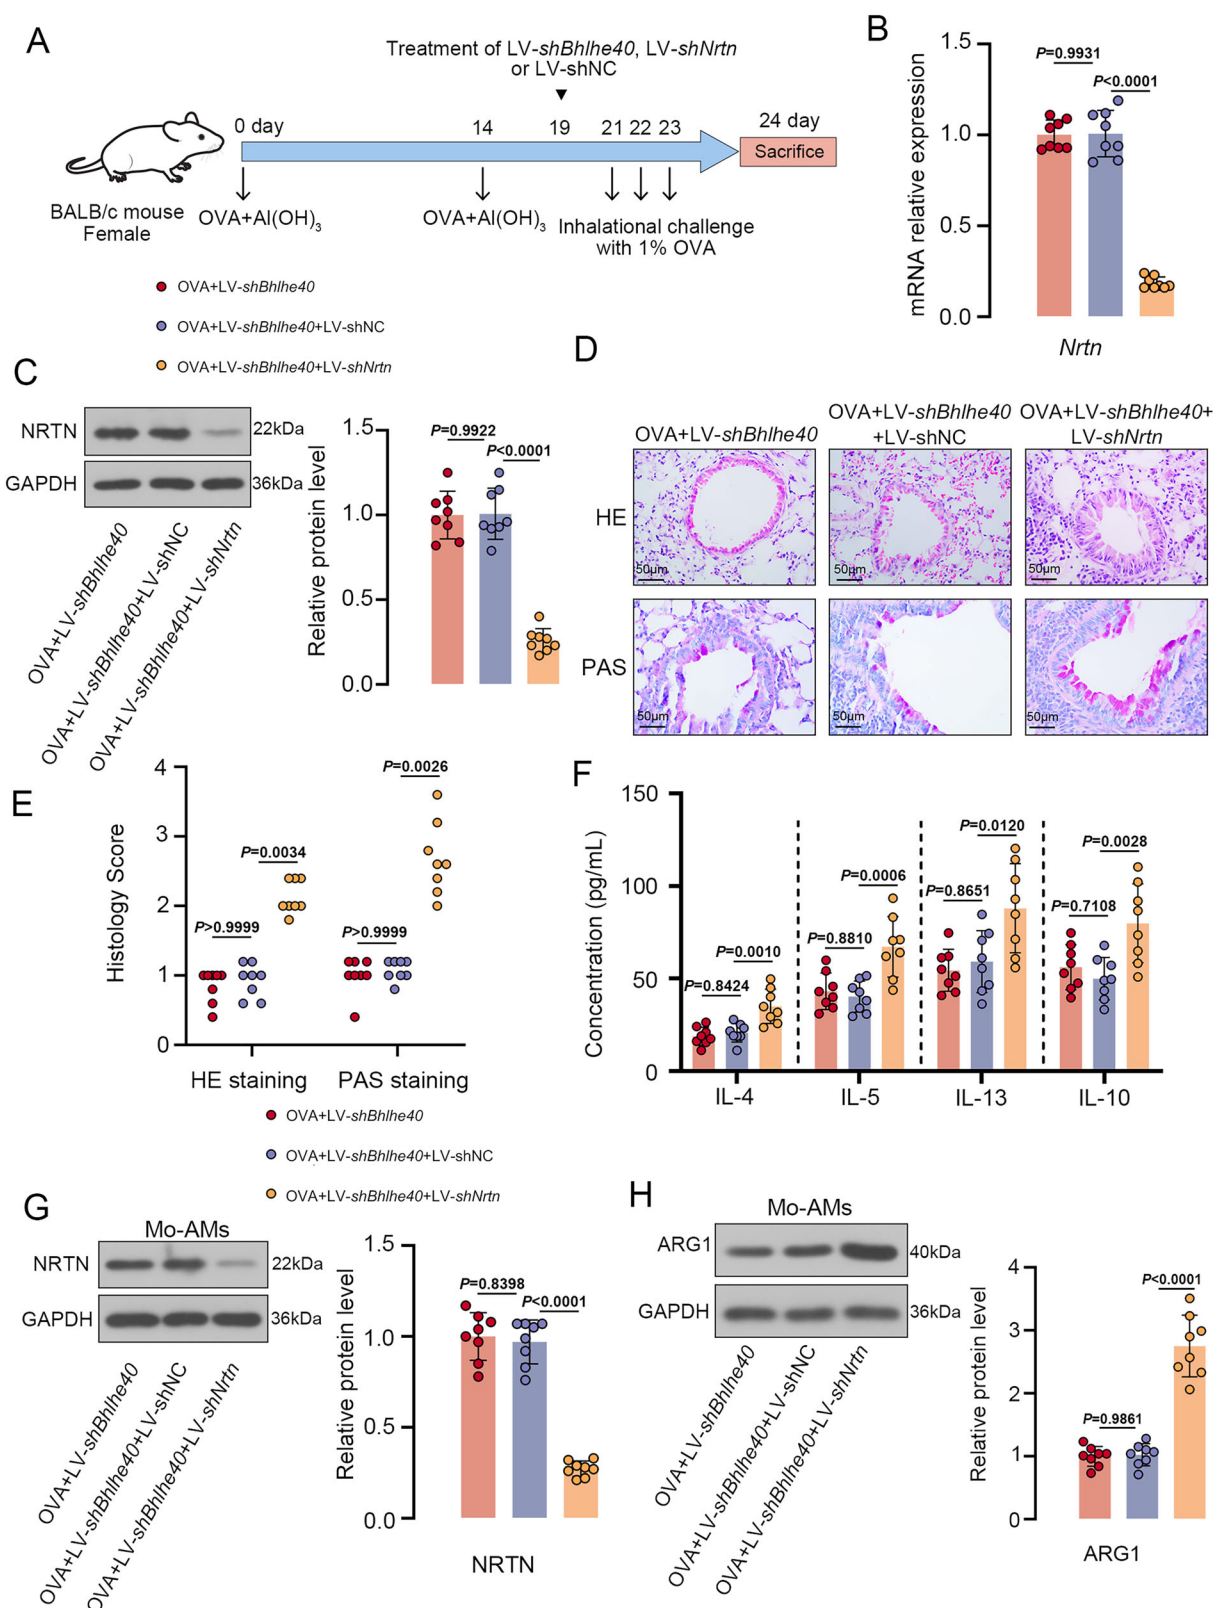 A
Treatment of LV-shBhlhe40, LV-shNrtn
or LV-shNC
0 day
14
19
21
22
23
24 day
Sacrifice
BALB/c mouse
Female
OVA+Al(OH)3
OVA+Al(OH)3
Inhalational challenge
with 1% OVA
OVA+LV-shBhlhe40
OVA+LV-shBhlhe40+LV-shNC
OVA+LV-shBhlhe40+LV-shNrtn
B
mRNA relative expression
1.5
1.0
0.5
0.0
P=0.9931
P<0.0001
Nrtn
C
NRTN
22kDa
GAPDH
36kDa
OVA+LV-shBhlhe40
OVA+LV-shBhlhe40+LV-shNC
OVA+LV-shBhlhe40+LV-shNrtn
Relative protein level
1.5
1.0
0.5
0.0
P=0.9922
P<0.0001
D
OVA+LV-shBhlhe40
OVA+LV-shBhlhe40
+LV-shNC
OVA+LV-shBhlhe40+
LV-shNrtn
HE
50μm
50μm
50μm
PAS
50μm
50μm
50μm
E
Histology Score
4
3
2
1
0
P>0.9999
P=0.0034
P>0.9999
P=0.0026
HE staining
PAS staining
F
Concentration (pg/mL)
150
100
50
0
P=0.8424
P=0.0010
P=0.8810
P=0.0006
P=0.8651
P=0.0120
P=0.7108
P=0.0028
IL-4
IL-5
IL-13
IL-10
OVA+LV-shBhlhe40
OVA+LV-shBhlhe40+LV-shNC
OVA+LV-shBhlhe40+LV-shNrtn
G
Mo-AMs
NRTN
22kDa
GAPDH
36kDa
OVA+LV-shBhlhe40
OVA+LV-shBhlhe40+LV-shNC
OVA+LV-shBhlhe40+LV-shNrtn
Relative protein level
1.5
1.0
0.5
0.0
P=0.8398
P<0.0001
NRTN
H
Mo-AMs
ARG1
40kDa
GAPDH
36kDa
OVA+LV-shBhlhe40
OVA+LV-shBhlhe40+LV-shNC
OVA+LV-shBhlhe40+LV-shNrtn
Relative protein level
4
3
2
1
0
P=0.9861
P<0.0001
ARG1